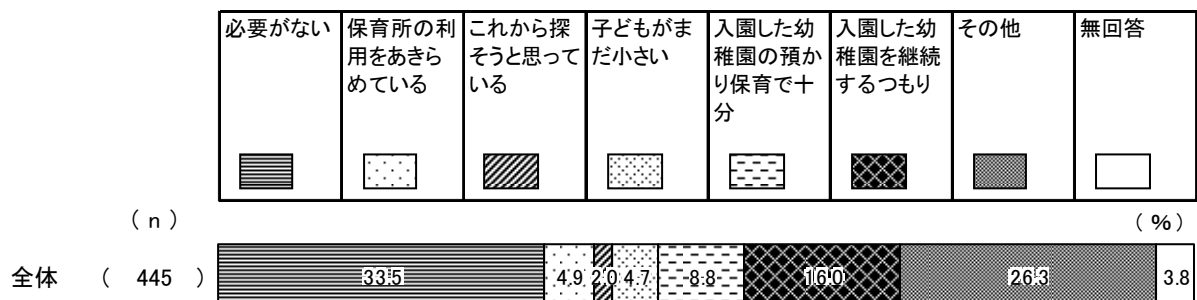 必要がない
保育所の利
用をあきら
めている
これから探
そうと思って
いる
子どもがま
だ小さい
入園した幼
稚園の預か
り保育で十
分
入園した幼
稚園を継続
するつもり
その他
無回答
(n)
(%)
全体 ( 445 ) 33.5 4.9 2.0 4.7 8.8 16.0 26.3 3.8